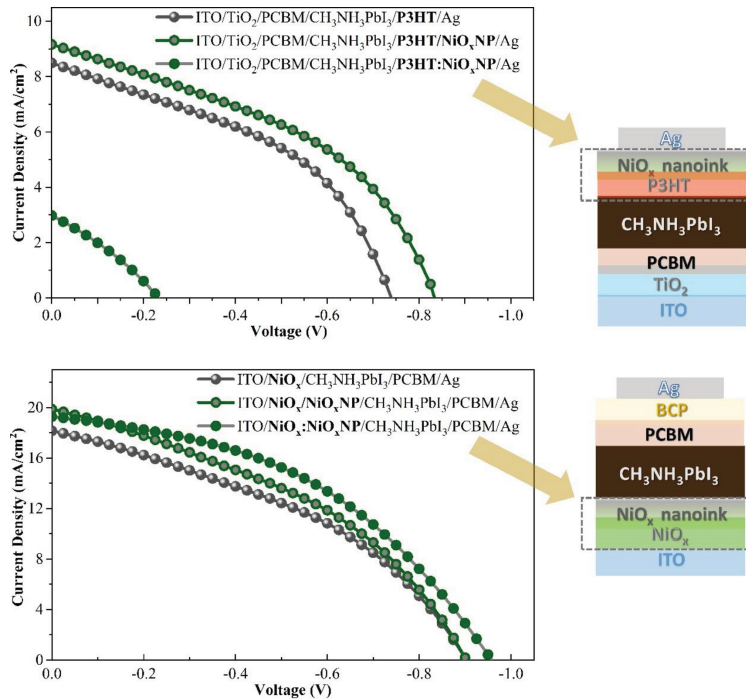 ITO/TiO₂/PCBM/CH₃NH₃PbI₃/P3HT/Ag
ITO/TiO₂/PCBM/CH₃NH₃PbI₃/P3HT/NiOₓNP/Ag
ITO/TiO₂/PCBM/CH₃NH₃PbI₃/P3HT:NiOₓNP/Ag
Current Density (mA/cm²)
10
8
6
4
2
0
0.0
-0.2
-0.4
-0.6
-0.8
-1.0
Voltage (V)
Ag
NiOₓ nanoink
P3HT
CH₃NH₃PbI₃
PCBM
TiO₂
ITO
ITO/NiOₓ/CH₃NH₃PbI₃/PCBM/Ag
ITO/NiOₓ/NiOₓNP/CH₃NH₃PbI₃/PCBM/Ag
ITO/NiOₓ:NiOₓNP/CH₃NH₃PbI₃/PCBM/Ag
Current Density (mA/cm²)
20
16
12
8
4
0
0.0
-0.2
-0.4
-0.6
-0.8
-1.0
Voltage (V)
Ag
BCP
PCBM
CH₃NH₃PbI₃
NiOₓ nanoink
NiOₓ
ITO